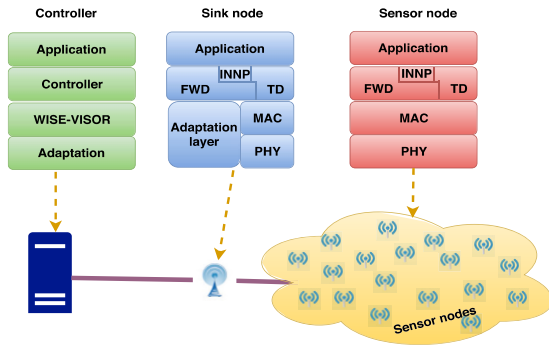 Controller
Sink node
Sensor node
Application
Controller
WISE-VISOR
Adaptation
Application
INNP
FWD
TD
Adaptation
layer
MAC
PHY
Application
INNP
FWD
TD
MAC
PHY
Sensor nodes